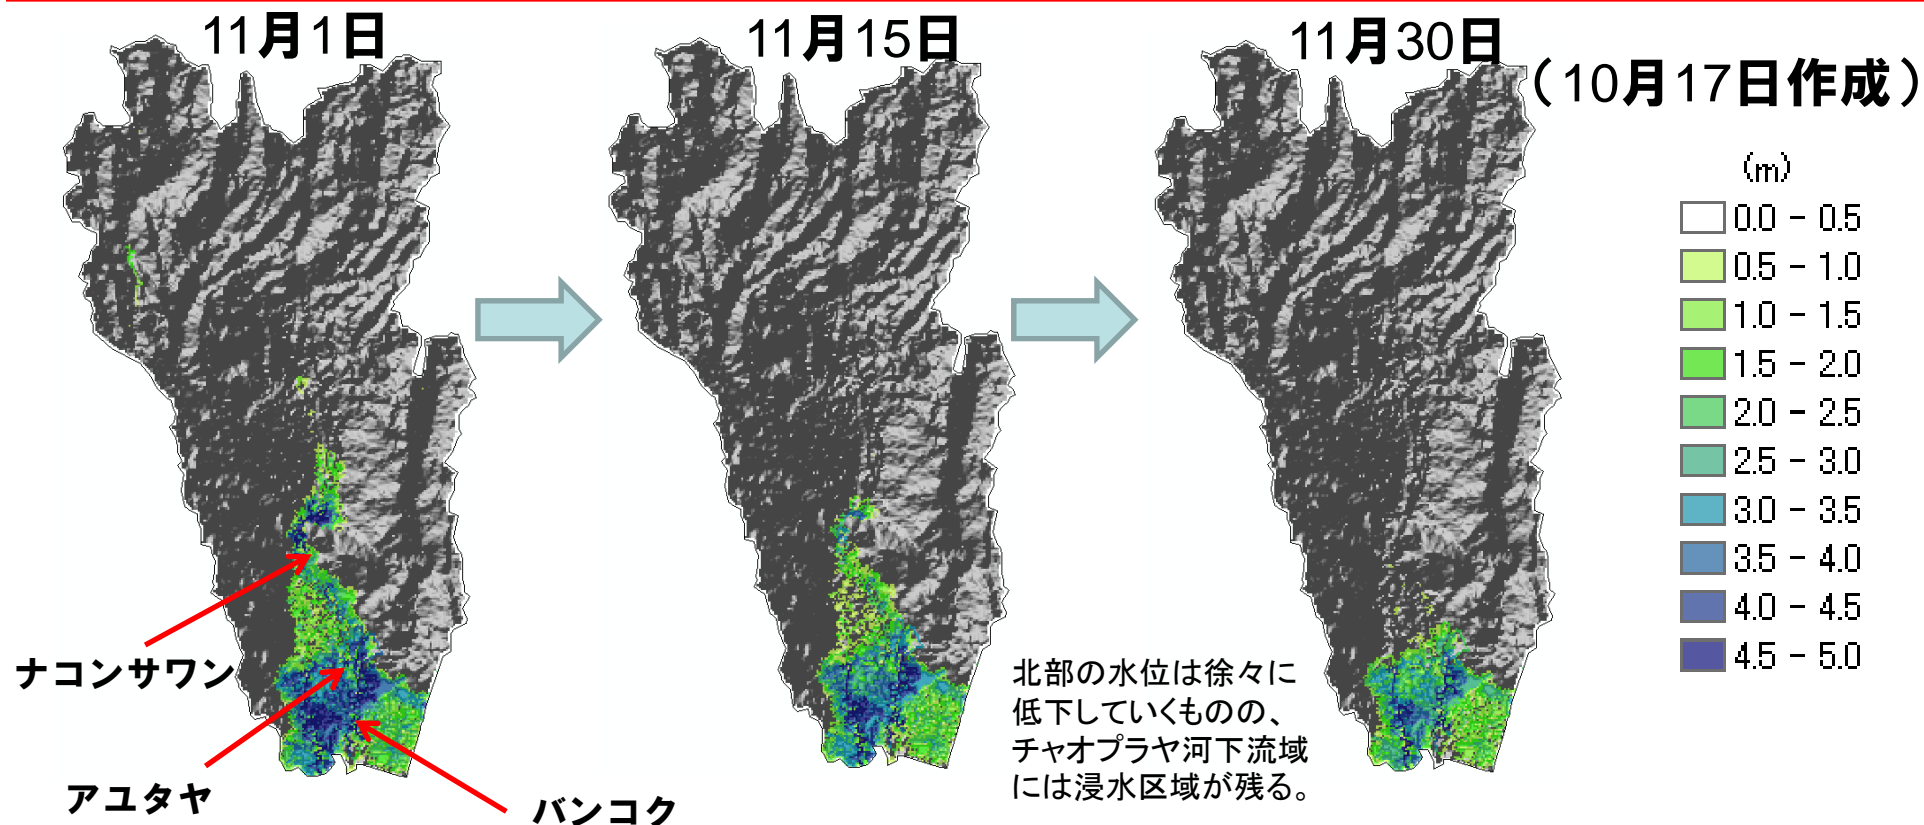 11月1日
11月15日
11月30日
（10月17日作成）
(m)
0.0 - 0.5
0.5 - 1.0
1.0 - 1.5
1.5 - 2.0
2.0 - 2.5
2.5 - 3.0
3.0 - 3.5
3.5 - 4.0
4.0 - 4.5
4.5 - 5.0
ナコンサワン
アユタヤ
バンコク
北部の水位は徐々に
低下していくものの、
チャオプラヤ河下流域
には浸水区域が残る。